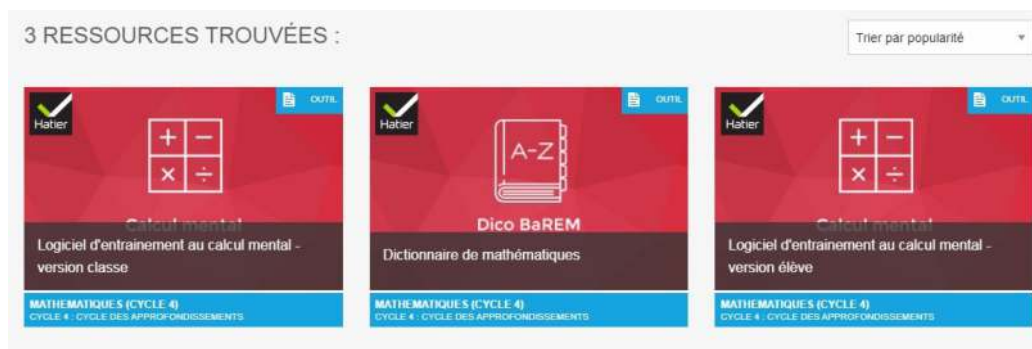 3 RESSOURCES TROUVÉES :
Trier par popularité
Hatier
OUTIL
Calcul mental
Logiciel d'entrainement au calcul mental -
version classe
MATHEMATIQUES (CYCLE 4)
CYCLE 4 : CYCLE DES APPROFONDISSEMENTS
Hatier
OUTIL
A-Z
Dico BaREM
Dictionnaire de mathématiques
MATHEMATIQUES (CYCLE 4)
CYCLE 4 : CYCLE DES APPROFONDISSEMENTS
Hatier
OUTIL
Calcul mental
Logiciel d'entrainement au calcul mental -
version élève
MATHEMATIQUES (CYCLE 4)
CYCLE 4 : CYCLE DES APPROFONDISSEMENTS